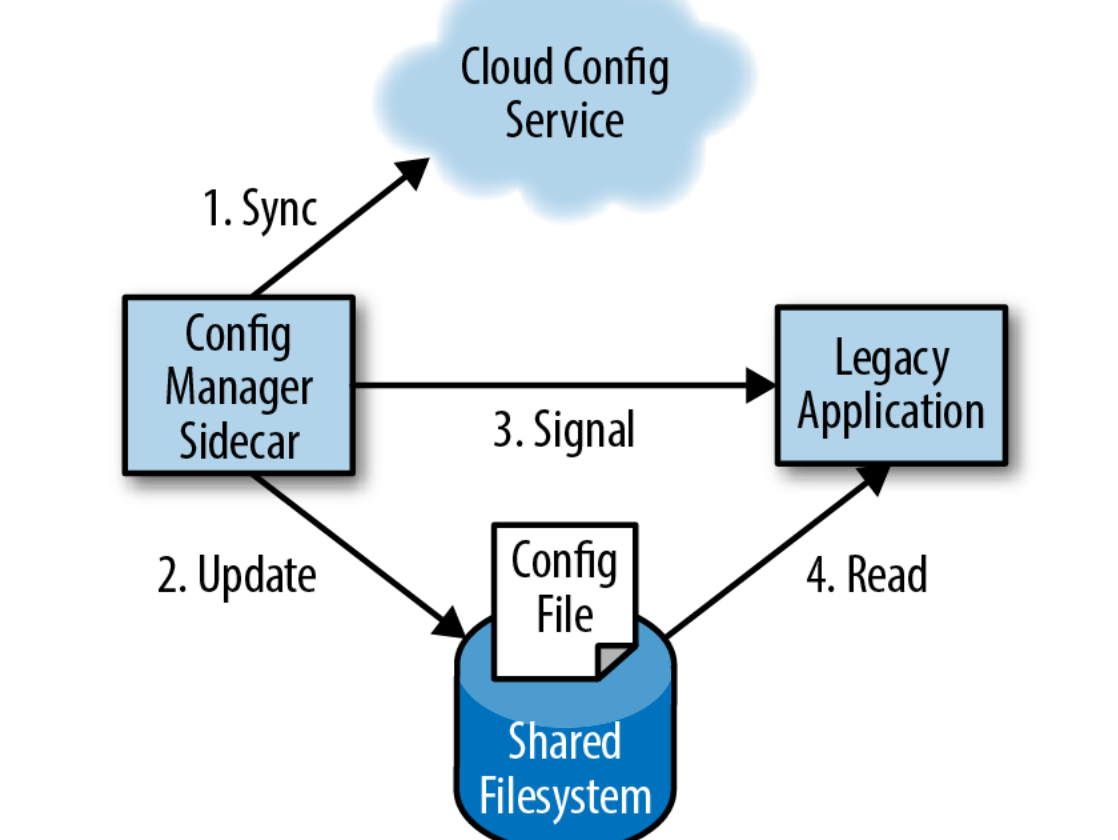 Cloud Config
Service
1. Sync
Config
Manager
Sidecar
Legacy
Application
3. Signal
2. Update
Config
File
4. Read
Shared
Filesystem